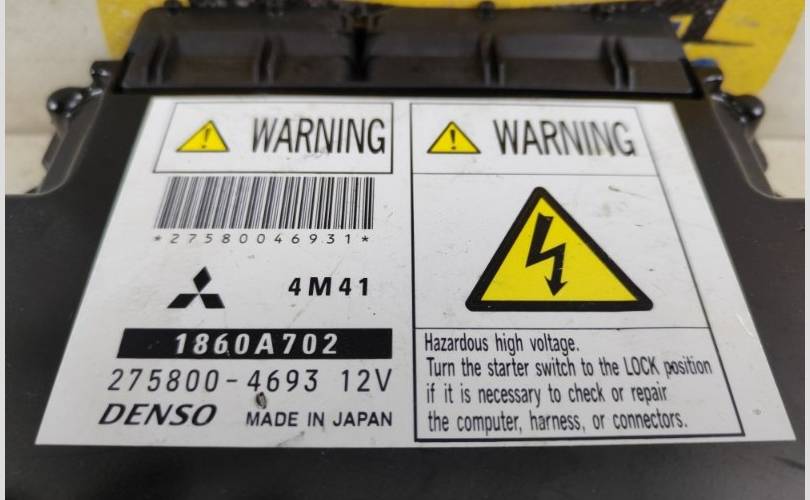 WARNING
*27580046931*
4M41
1860A702
275800-4693 12V
DENSO MADE IN JAPAN
WARNING
Hazardous high voltage.
Turn the starter switch to the LOCK position
if it is necessary to check or repair
the computer, harness, or connectors.